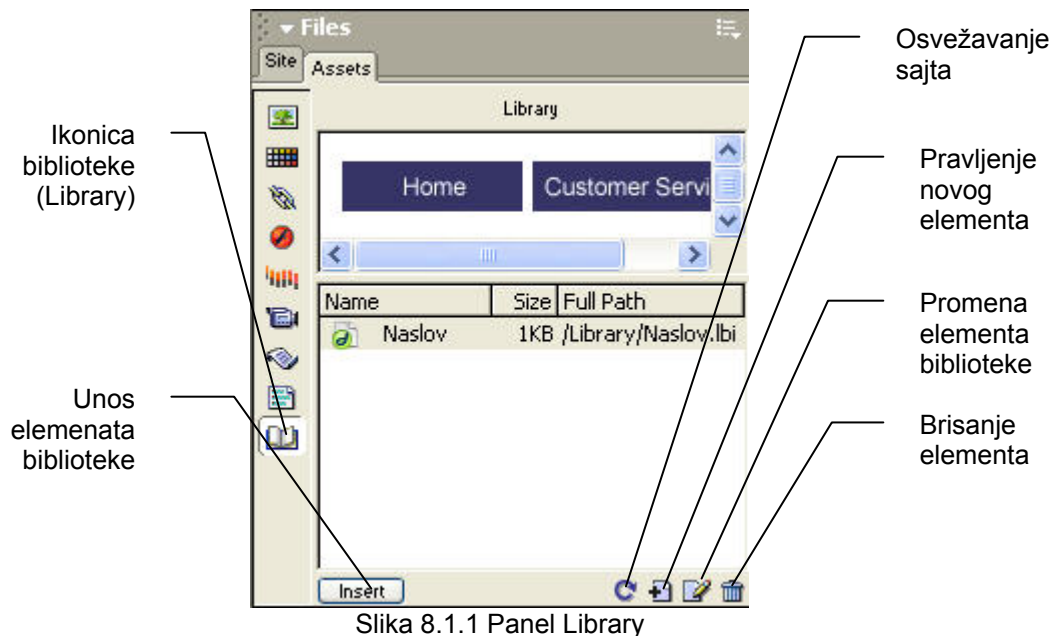 Files
Site Assets
Library
Home Customer Servi
Name Size Full Path
Naslov 1KB /Library/Naslov.lbi
Insert
Ikonica
biblioteke
(Library)
Unos
elemenata
biblioteke
Osvežavanje
sajta
Pravljenje
novog
elementa
Promena
elementa
biblioteke
Brisanje
elementa
Slika 8.1.1 Panel Library